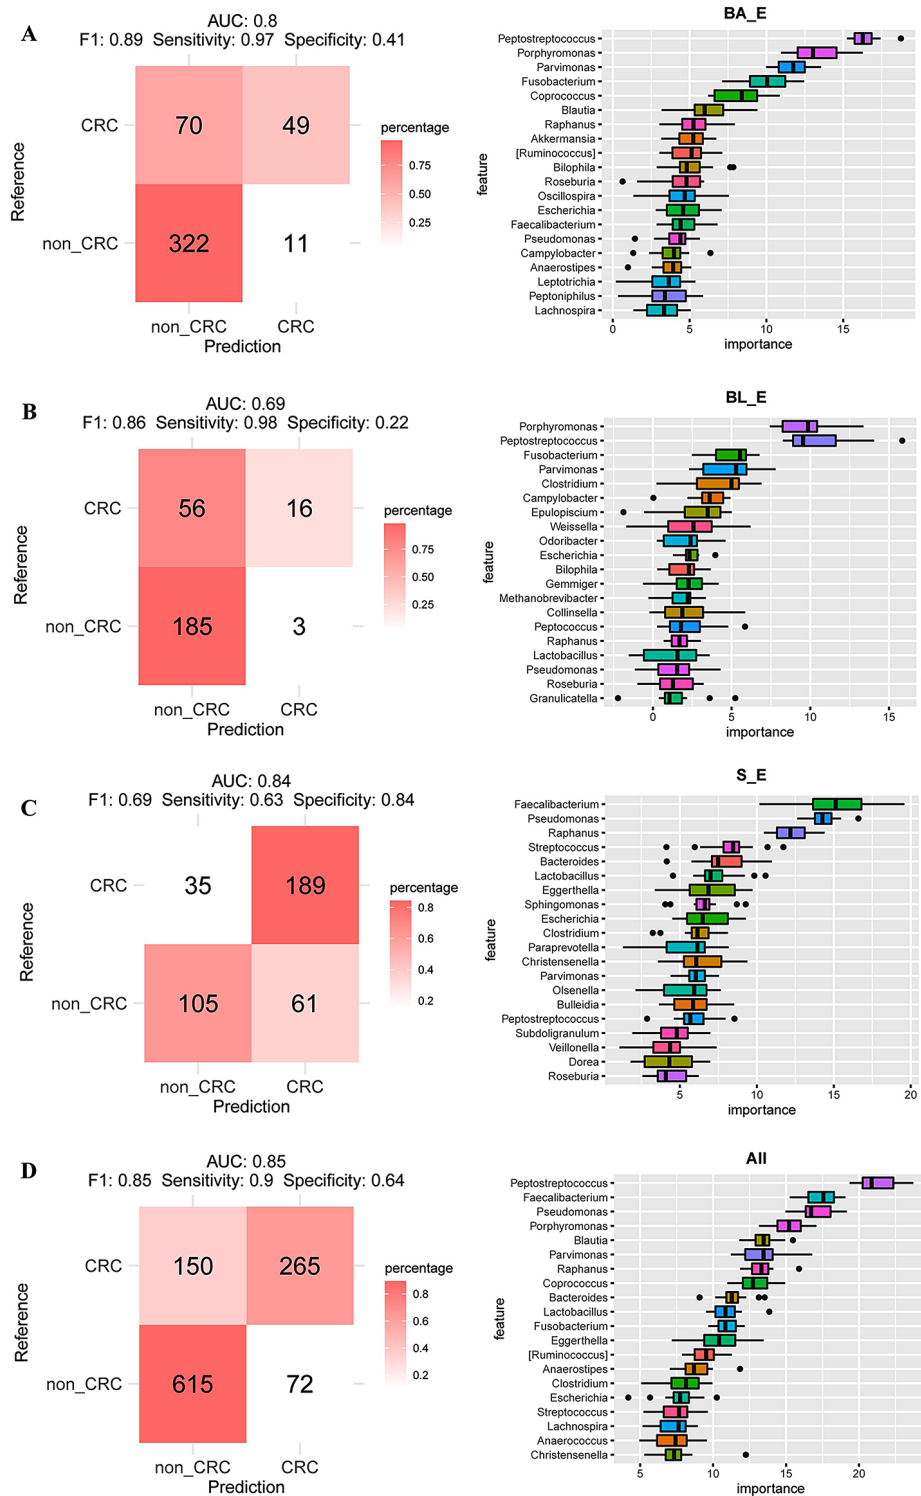 A
AUC: 0.8
F1: 0.89 Sensitivity: 0.97 Specificity: 0.41
Reference
CRC
non_CRC
70
49
322
11
non_CRC
CRC
Prediction
percentage
0.75
0.50
0.25
BA_E
feature
Peptostreptococcus
Porphyromonas
Parvimonas
Fusobacterium
Coprococcus
Blautia
Raphanus
Akkermansia
[Ruminococcus]
Bilophila
Roseburia
Oscillospira
Escherichia
Faecalibacterium
Pseudomonas
Campylobacter
Anaerostipes
Leptotrichia
Peptoniphilus
Lachnospira
0
5
10
15
importance
B
AUC: 0.69
F1: 0.86 Sensitivity: 0.98 Specificity: 0.22
Reference
CRC
non_CRC
56
16
185
3
non_CRC
CRC
Prediction
percentage
0.75
0.50
0.25
BL_E
feature
Porphyromonas
Peptostreptococcus
Fusobacterium
Parvimonas
Clostridium
Campylobacter
Epulopiscium
Weissella
Odoribacter
Escherichia
Bilophila
Gemmiger
Methanobrevibacter
Collinsella
Peptococcus
Raphanus
Lactobacillus
Pseudomonas
Roseburia
Granulicatella
0
5
10
15
importance
C
AUC: 0.84
F1: 0.69 Sensitivity: 0.63 Specificity: 0.84
Reference
CRC
non_CRC
35
189
105
61
non_CRC
CRC
Prediction
percentage
0.8
0.6
0.4
0.2
S_E
feature
Faecalibacterium
Pseudomonas
Raphanus
Streptococcus
Bacteroides
Lactobacillus
Eggerthella
Sphingomonas
Escherichia
Clostridium
Paraprevotella
Christensenella
Parvimonas
Olsenella
Bulleidia
Peptostreptococcus
Subdoligranulum
Veillonella
Dorea
Roseburia
5
10
15
20
importance
D
AUC: 0.85
F1: 0.85 Sensitivity: 0.9 Specificity: 0.64
Reference
CRC
non_CRC
150
265
615
72
non_CRC
CRC
Prediction
percentage
0.8
0.6
0.4
0.2
All
feature
Peptostreptococcus
Faecalibacterium
Pseudomonas
Porphyromonas
Blautia
Parvimonas
Raphanus
Coprococcus
Bacteroides
Lactobacillus
Fusobacterium
Eggerthella
[Ruminococcus]
Anaerostipes
Clostridium
Escherichia
Streptococcus
Lachnospira
Anaerococcus
Christensenella
5
10
15
20
importance